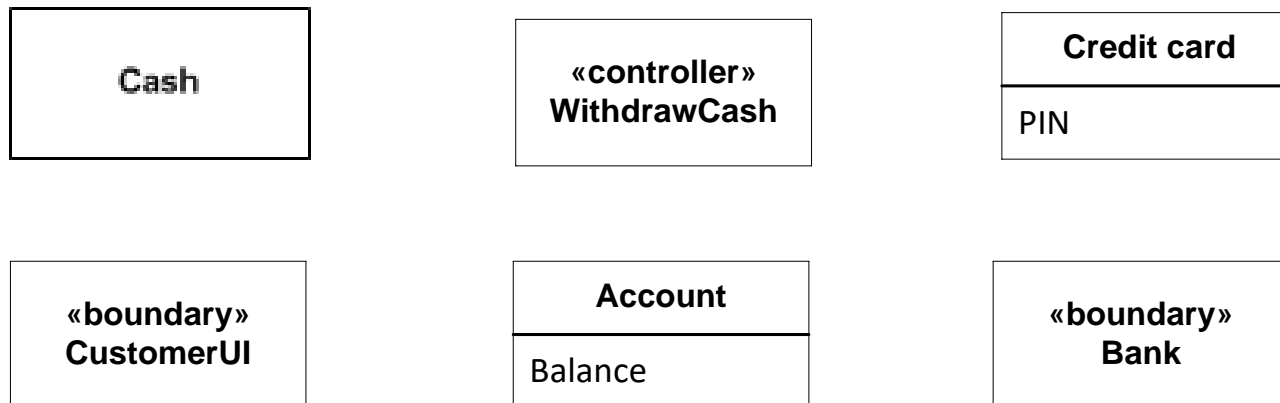 Cash
«controller»
WithdrawCash
Credit card
PIN
«boundary»
CustomerUI
Account
Balance
«boundary»
Bank